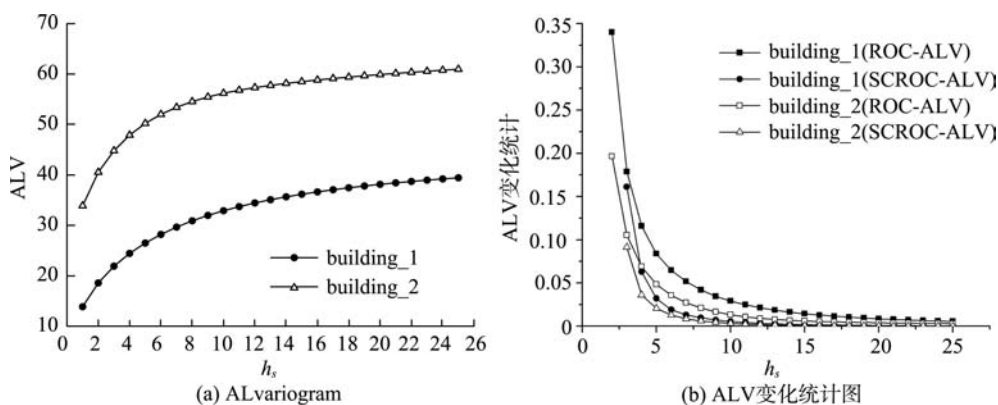 70
60
50
40
30
20
10
ALV
0 2 4 6 8 10 12 14 16 18 20 22 24 26
hₛ
building_1
building_2
(a) ALvariogram
0.35
0.30
0.25
0.20
0.15
0.10
0.05
0
ALV变化统计
0 5 10 15 20 25
hₛ
building_1(ROC-ALV)
building_1(SCROC-ALV)
building_2(ROC-ALV)
building_2(SCROC-ALV)
(b) ALV变化统计图